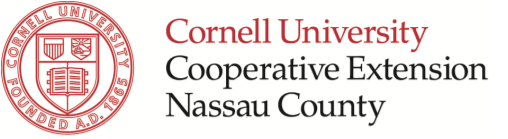 CORNELL UNIVERSITY
FOUNDED A.D. 1865
Cornell University
Cooperative Extension
Nassau County